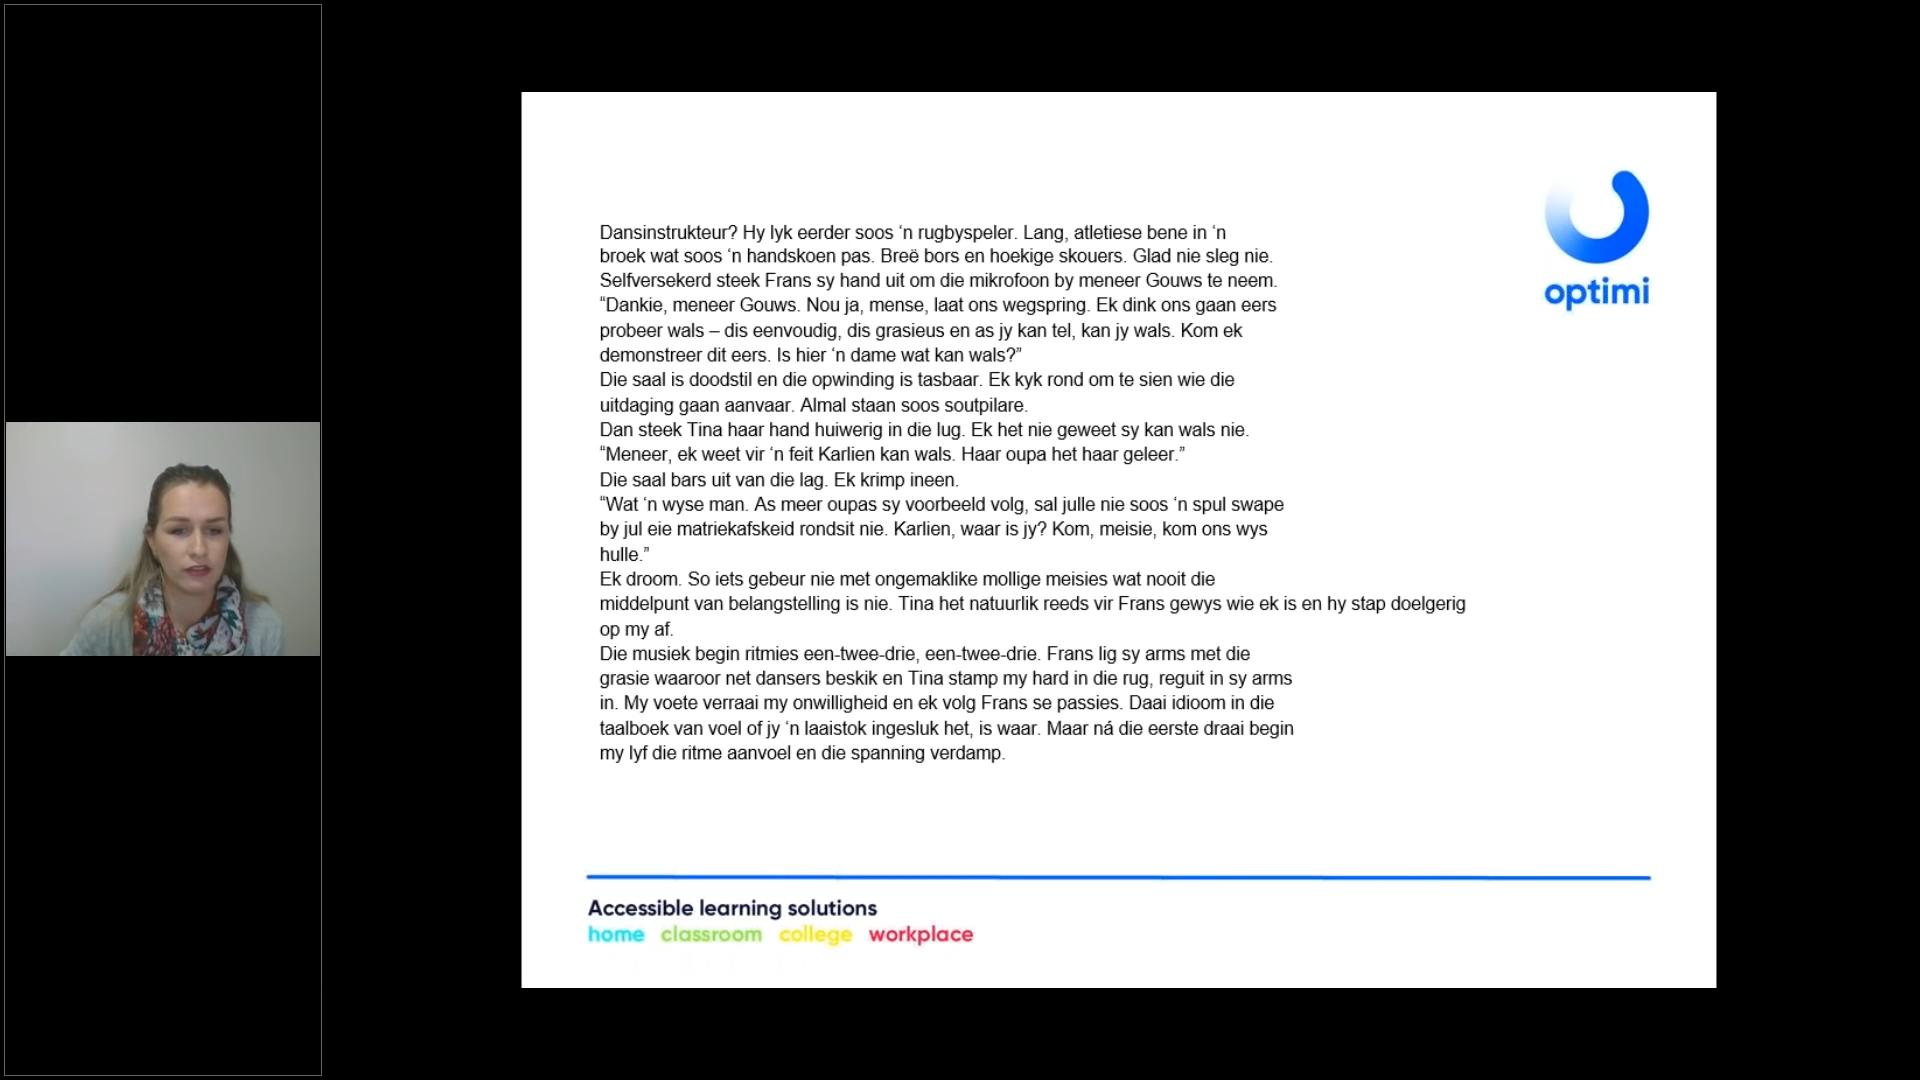 Dansinstrukteur? Hy lyk eerder soos ‘n rugbyspeler. Lang, atletiese bene in ‘n
broek wat soos ‘n handskoen pas. Breë bors en hoekige skouers. Glad nie sleg nie.
Selfversekerd steek Frans sy hand uit om die mikrofoon by meneer Gouws te neem.
“Dankie, meneer Gouws. Nou ja, mense, laat ons wegspring. Ek dink ons gaan eers
probeer wals – dis eenvoudig, dis grasieus en as jy kan tel, kan jy wals. Kom ek
demonstreer dit eers. Is hier ‘n dame wat kan wals?”
Die saal is doodstil en die opwinding is tasbaar. Ek kyk rond om te sien wie die
uitdaging gaan aanvaar. Almal staan soos soutpilare.
Dan steek Tina haar hand huiwerig in die lug. Ek het nie geweet sy kan wals nie.
“Meneer, ek weet vir ‘n feit Karlien kan wals. Haar oupa het haar geleer.”
Die saal bars uit van die lag. Ek krimp ineen.
“Wat ‘n wyse man. As meer oupas sy voorbeeld volg, sal julle nie soos ‘n spul swape
by jul eie matriekafskeid rondsit nie. Karlien, waar is jy? Kom, meisie, kom ons wys
hulle.”
Ek droom. So iets gebeur nie met ongemaklike mollige meisies wat nooit die
middelpunt van belangstelling is nie. Tina het natuurlik reeds vir Frans gewys wie ek is en hy stap doelgerig
op my af.
Die musiek begin ritmies een-twee-drie, een-twee-drie. Frans lig sy arms met die
grasie waaroor net dansers beskik en Tina stamp my hard in die rug, reguit in sy arms
in. My voete verraai my onwilligheid en ek volg Frans se passies. Daai idioom in die
taalboek van voel of jy ‘n laaistok ingesluk het, is waar. Maar ná die eerste draai begin
my lyf die ritme aanvoel en die spanning verdamp.
optimi
Accessible learning solutions
home classroom college workplace